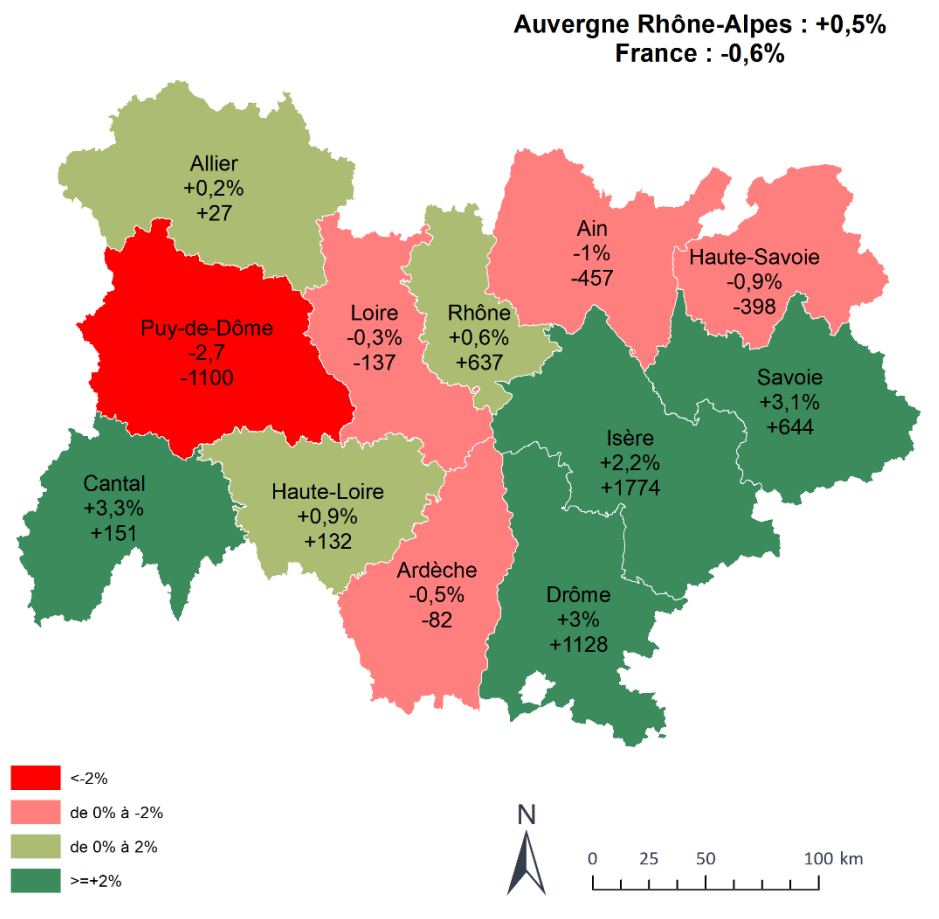 Auvergne Rhône-Alpes : +0,5%
France : -0,6%
Allier
+0,2%
+27
Ain
-1%
-457
Haute-Savoie
-0,9%
-398
Puy-de-Dôme
-2,7
-1100
Loire
-0,3%
-137
Rhône
+0,6%
+637
Savoie
+3,1%
+644
Isère
+2,2%
+1774
Cantal
+3,3%
+151
Haute-Loire
+0,9%
+132
Ardèche
-0,5%
-82
Drôme
+3%
+1128
<-2%
de 0% à -2%
de 0% à 2%
>=+2%
N
0 25 50 100 km